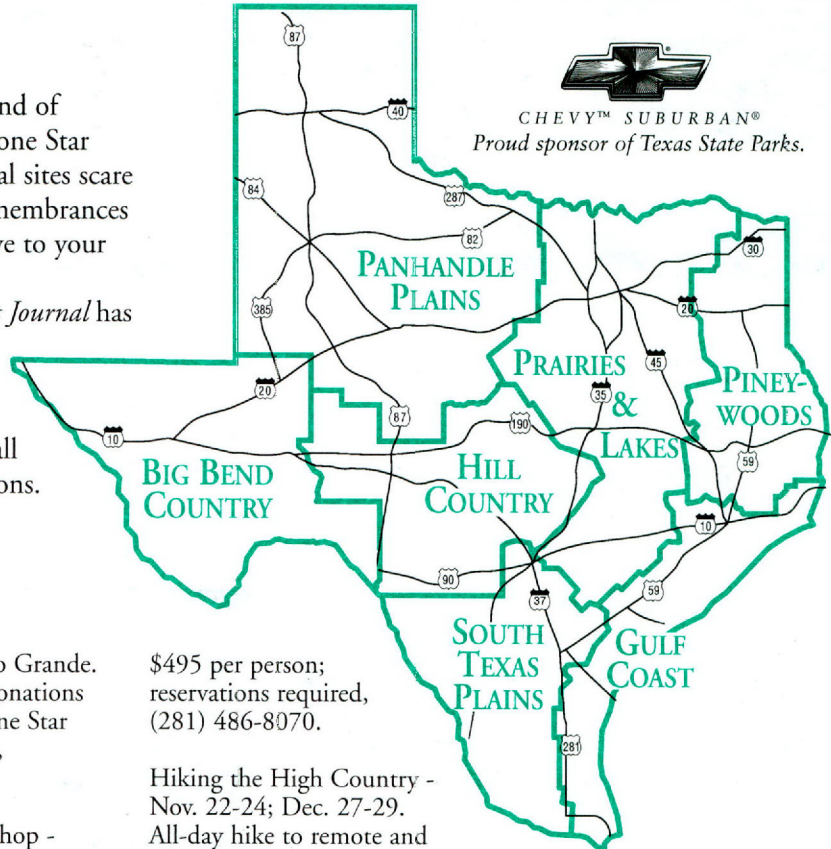 CHEVY™ SUBURBAN®
Proud sponsor of Texas State Parks.
nd of
one Star
al sites scare
membrances
ve to your
Journal has
all
ons.
87
40
84
287
82
30
PANHANDLE
PLAINS
385
20
PRAIRIES
&
LAKES
45
35
PINEY-
WOODS
20
87
190
10
59
BIG BEND
COUNTRY
HILL
COUNTRY
10
90
59
37
SOUTH
TEXAS
PLAINS
GULF
COAST
281
o Grande.
onations
ne Star
hop -
$495 per person;
reservations required,
(281) 486-8070.
Hiking the High Country -
Nov. 22-24; Dec. 27-29.
All-day hike to remote and